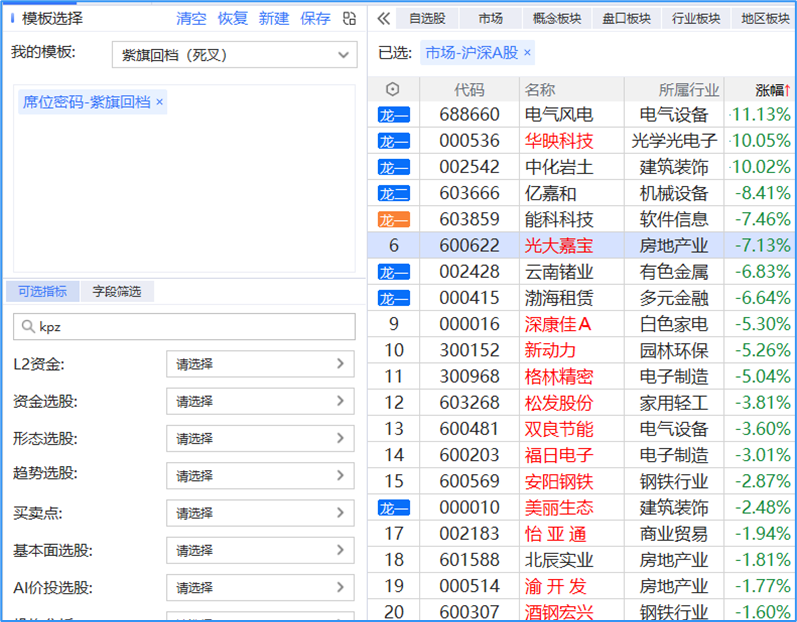 模板选择 清空 恢复 新建 保存
我的模板: 紫旗回档（死叉）
席位密码-紫旗回档 ×
可选指标 字段筛选
kpz
L2资金: 请选择
资金选股: 请选择
形态选股: 请选择
趋势选股: 请选择
买卖点: 请选择
基本面选股: 请选择
AI价投选股: 请选择
自选股 市场 概念板块 盘口板块 行业板块 地区板块
已选: 市场-沪深A股 ×
代码 名称 所属行业 涨幅↑
龙一 688660 电气风电 电气设备 -11.13%
龙一 000536 华映科技 光学光电子 -10.05%
龙一 002542 中化岩土 建筑装饰 -10.02%
龙二 603666 亿嘉和 机械设备 -8.41%
龙一 603859 能科科技 软件信息 -7.46%
6 600622 光大嘉宝 房地产业 -7.13%
龙一 002428 云南锗业 有色金属 -6.83%
龙一 000415 渤海租赁 多元金融 -6.64%
9 000016 深康佳A 白色家电 -5.30%
10 300152 新动力 园林环保 -5.26%
11 300968 格林精密 电子制造 -5.04%
12 603268 松发股份 家用轻工 -3.81%
13 600481 双良节能 电气设备 -3.60%
14 600203 福日电子 电子制造 -3.01%
15 600569 安阳钢铁 钢铁行业 -2.87%
龙一 000010 美丽生态 建筑装饰 -2.48%
17 002183 怡 亚 通 商业贸易 -1.94%
18 601588 北辰实业 房地产业 -1.81%
19 000514 渝 开 发 房地产业 -1.77%
20 600307 酒钢宏兴 钢铁行业 -1.60%